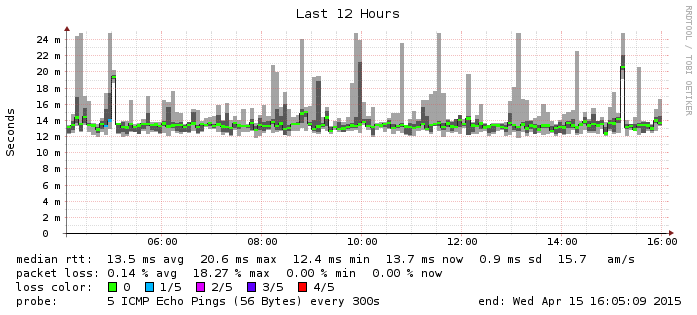 Last 12 Hours
RRDTOOL / TOBI OETIKER
Seconds
24 m
22 m
20 m
18 m
16 m
14 m
12 m
10 m
8 m
6 m
4 m
2 m
0
06:00 08:00 10:00 12:00 14:00 16:00
median rtt: 13.5 ms avg 20.6 ms max 12.4 ms min 13.7 ms now 0.9 ms sd 15.7 am/s
packet loss: 0.14 % avg 18.27 % max 0.00 % min 0.00 % now
loss color: 0 1/5 2/5 3/5 4/5
probe: 5 ICMP Echo Pings (56 Bytes) every 300s end: Wed Apr 15 16:05:09 2015